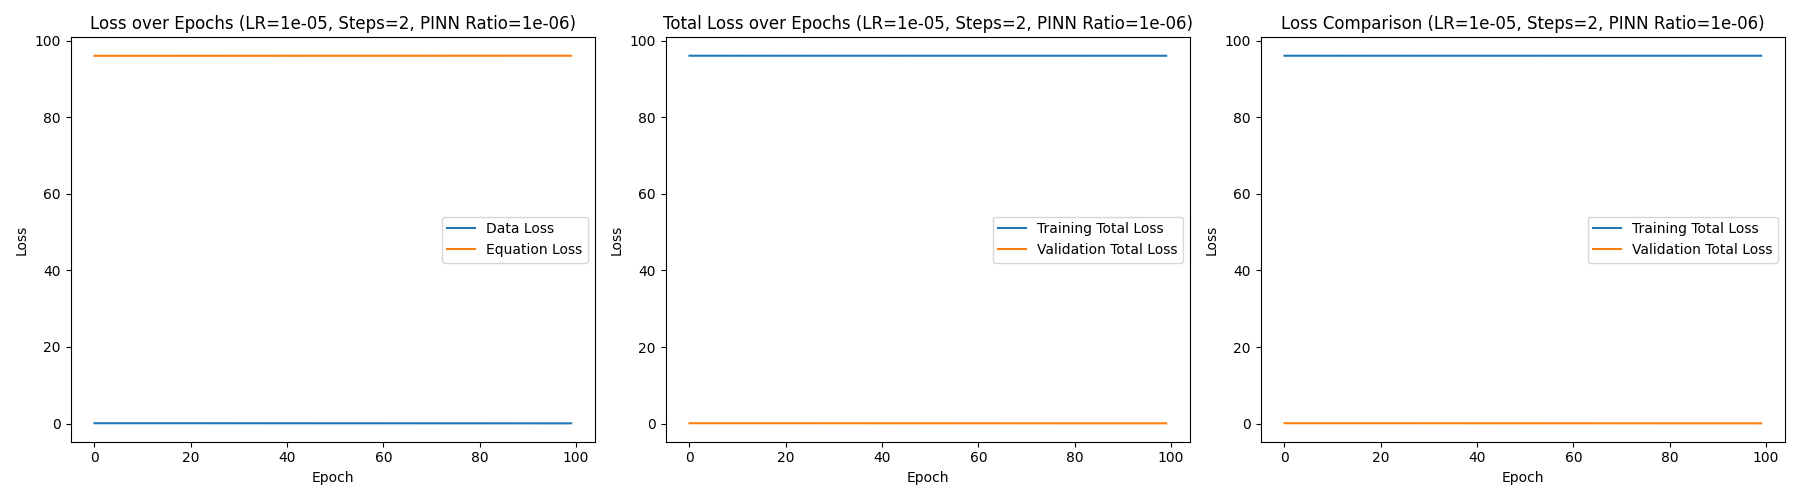 Loss over Epochs (LR=1e-05, Steps=2, PINN Ratio=1e-06)
100
80
60
40
20
0
Loss
Data Loss
Equation Loss
0 20 40 60 80 100
Epoch
Total Loss over Epochs (LR=1e-05, Steps=2, PINN Ratio=1e-06)
100
80
60
40
20
0
Loss
Training Total Loss
Validation Total Loss
0 20 40 60 80 100
Epoch
Loss Comparison (LR=1e-05, Steps=2, PINN Ratio=1e-06)
100
80
60
40
20
0
Loss
Training Total Loss
Validation Total Loss
0 20 40 60 80 100
Epoch